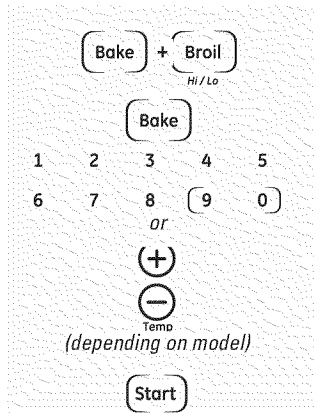 Bake + Broil
Hi / Lo
Bake
1 2 3 4 5
6 7 8 9 0
or
+
−
Temp
(depending on model)
Start